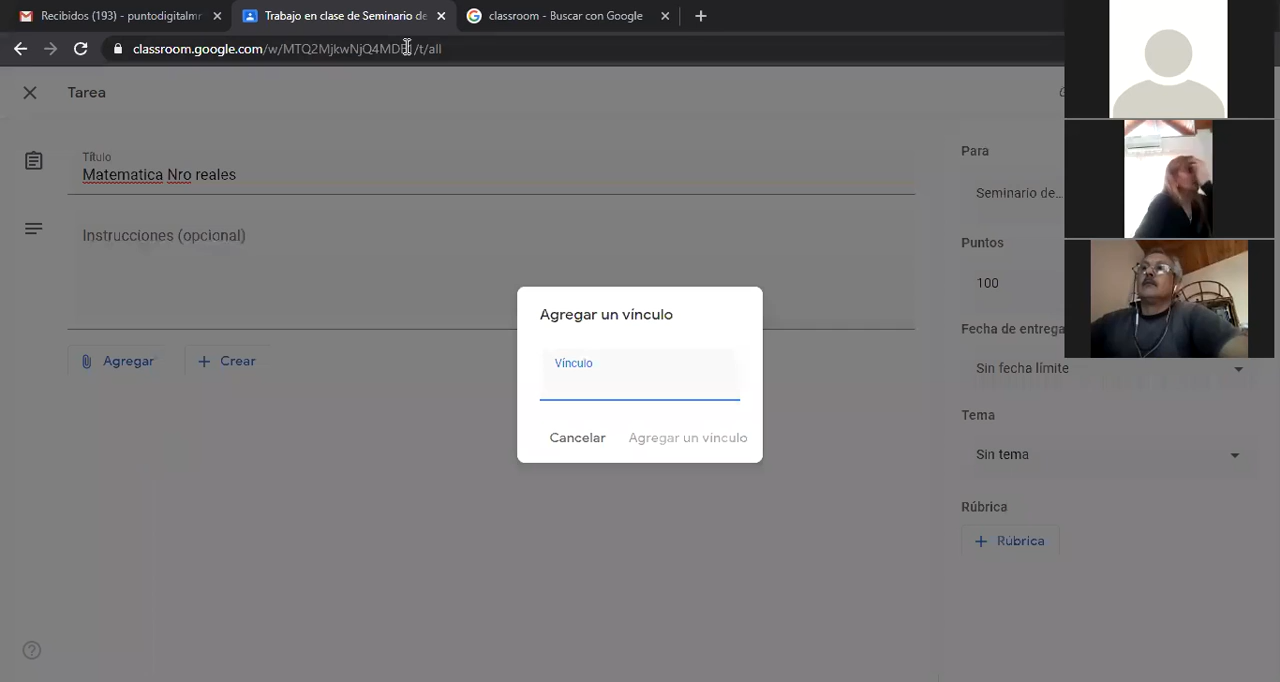 Recibidos (193) - puntodigitalmr
Trabajo en clase de Seminario de
classroom - Buscar con Google
classroom.google.com/w/MTQ2MjkwNjQ4MD /t/all
Tarea
Título
Matematica Nro reales
Instrucciones (opcional)
Agregar
Crear
Agregar un vínculo
Vínculo
Cancelar
Agregar un vínculo
Para
Seminario de...
Puntos
100
Fecha de entrega
Sin fecha límite
Tema
Sin tema
Rúbrica
Rúbrica